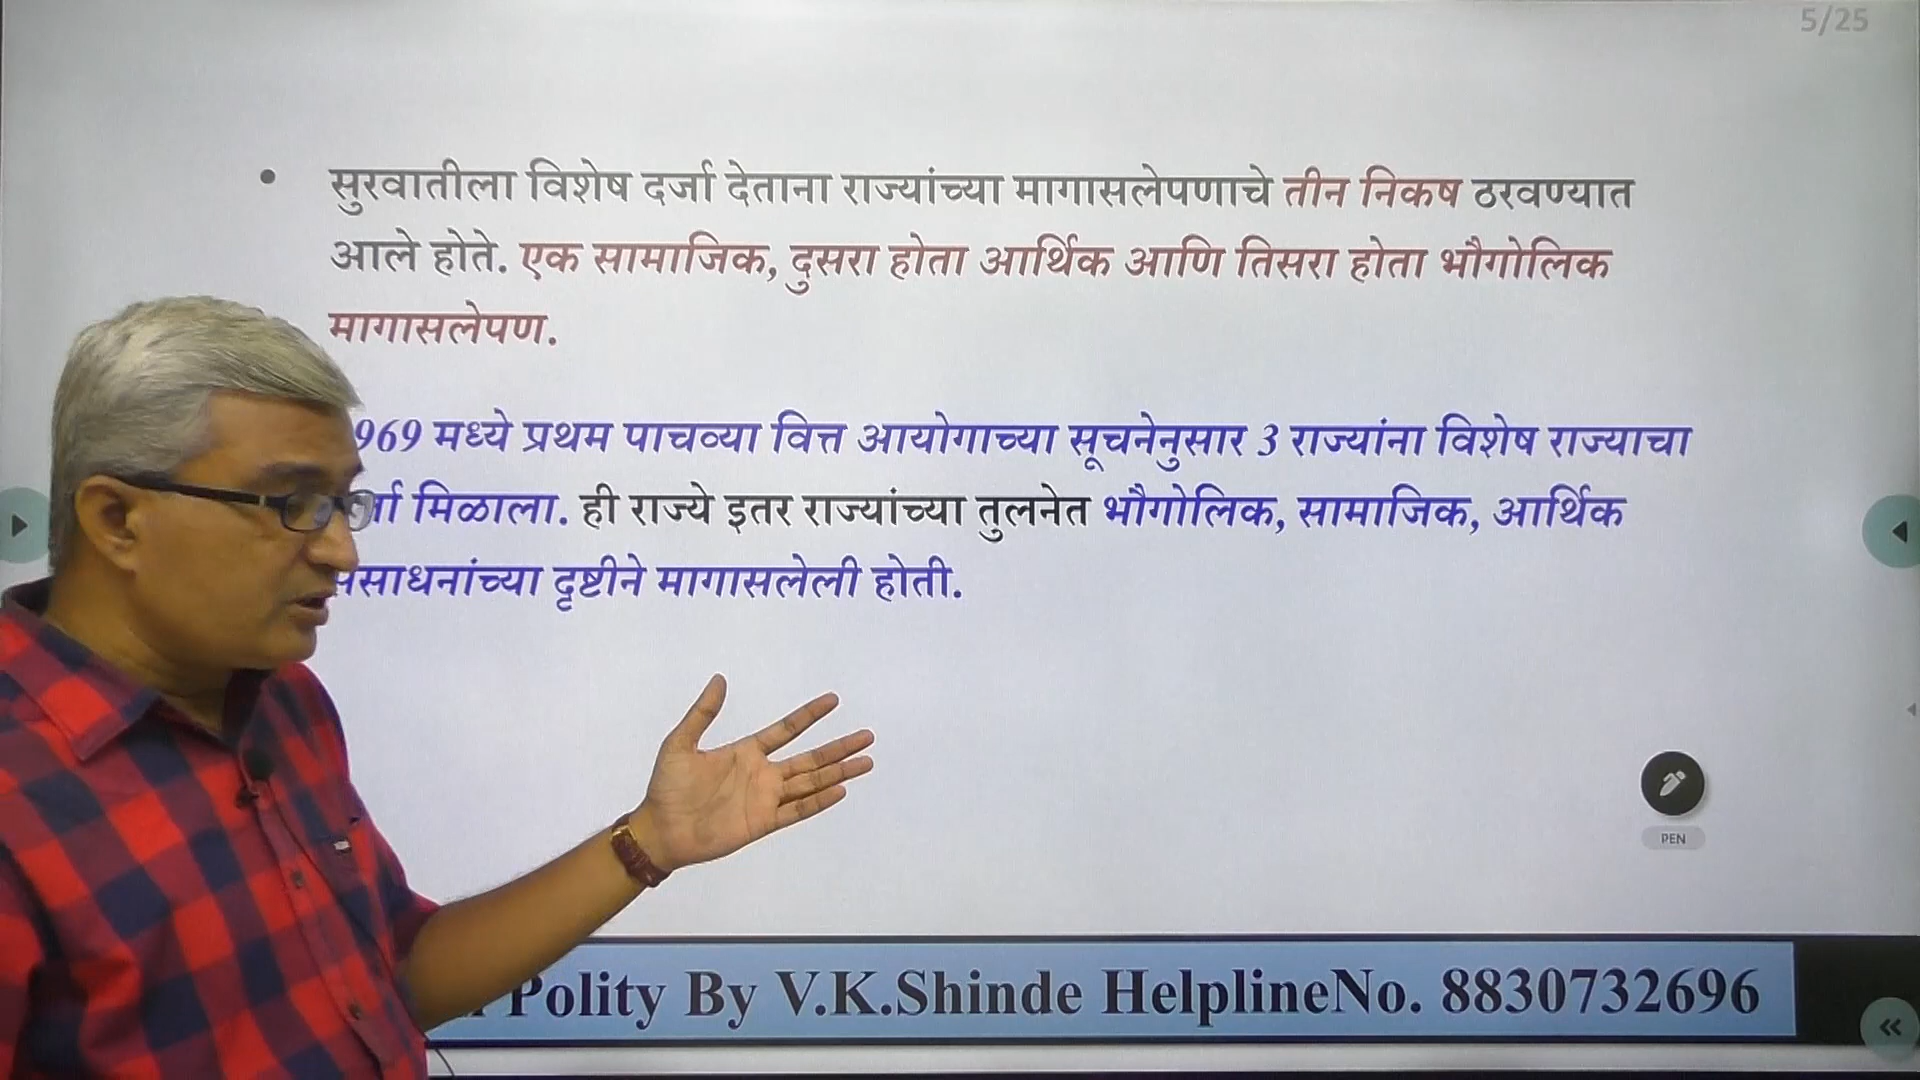 5/25
• सुरवातीला विशेष दर्जा देताना राज्यांच्या मागासलेपणाचे तीन निकष ठरवण्यात
आले होते. एक सामाजिक, दुसरा होता आर्थिक आणि तिसरा होता भौगोलिक
मागासलेपण.
969 मध्ये प्रथम पाचव्या वित्त आयोगाच्या सूचनेनुसार 3 राज्यांना विशेष राज्याचा
मिळाला. ही राज्ये इतर राज्यांच्या तुलनेत भौगोलिक, सामाजिक, आर्थिक
संसाधनांच्या दृष्टीने मागासलेली होती.
PEN
Polity By V.K.Shinde HelplineNo. 8830732696